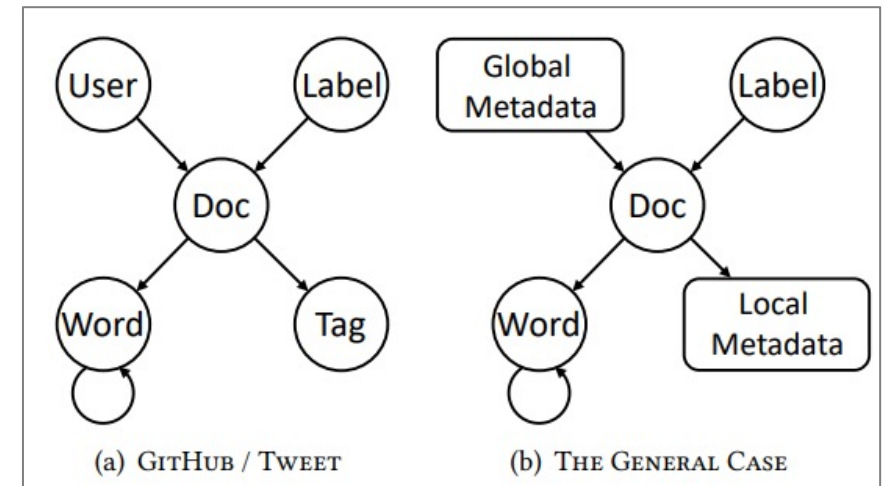 User
Label
Doc
Word
Tag
(a) GITHUB / TWEET
Global
Metadata
Label
Doc
Word
Local
Metadata
(b) THE GENERAL CASE